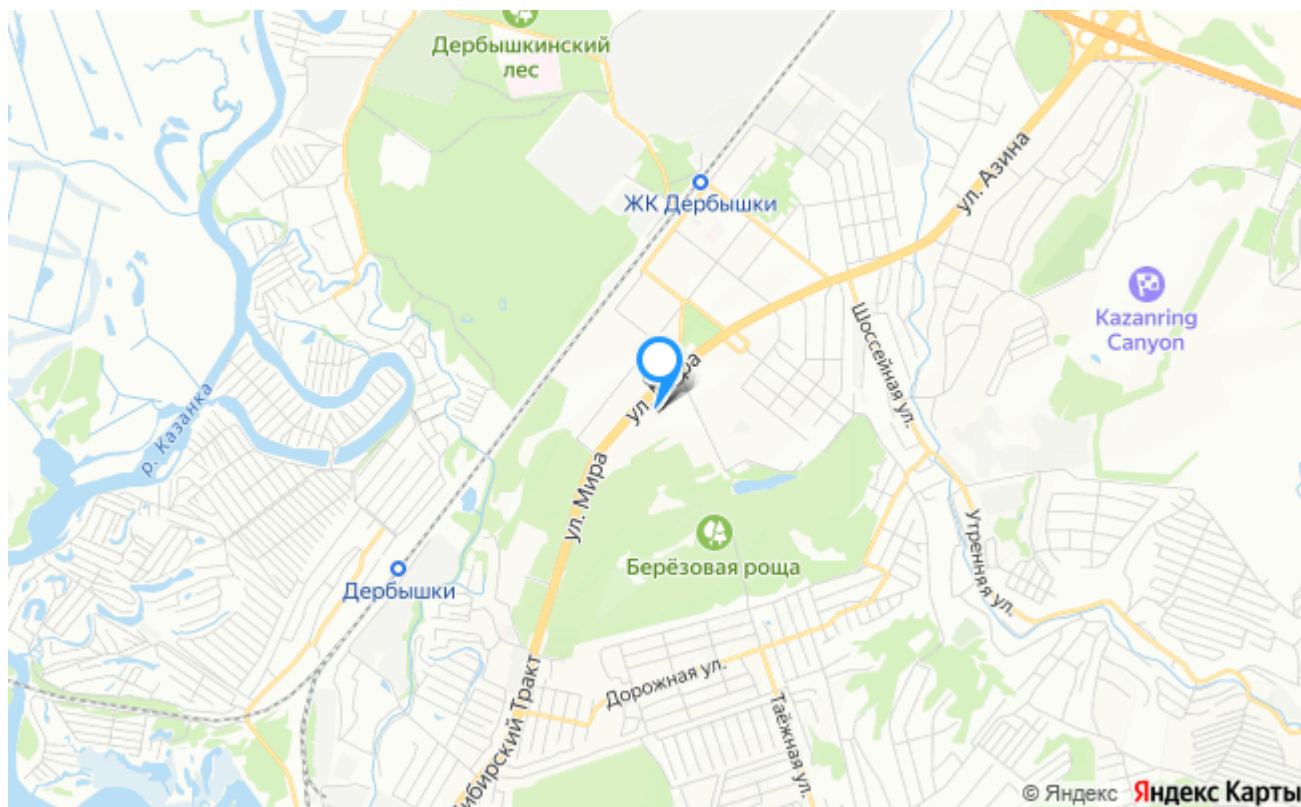 Дербышкинский
лес
ул. Азина
ЖК Дербышки
Kazanring
Canyon
Шоссейная ул.
р. Казанка
ул. Мира
Берёзовая роща
Утренняя ул.
Дербышки
Дорожная ул.
Таёжная ул.
ибирский Тракт
© Яндекс Яндекс Карты